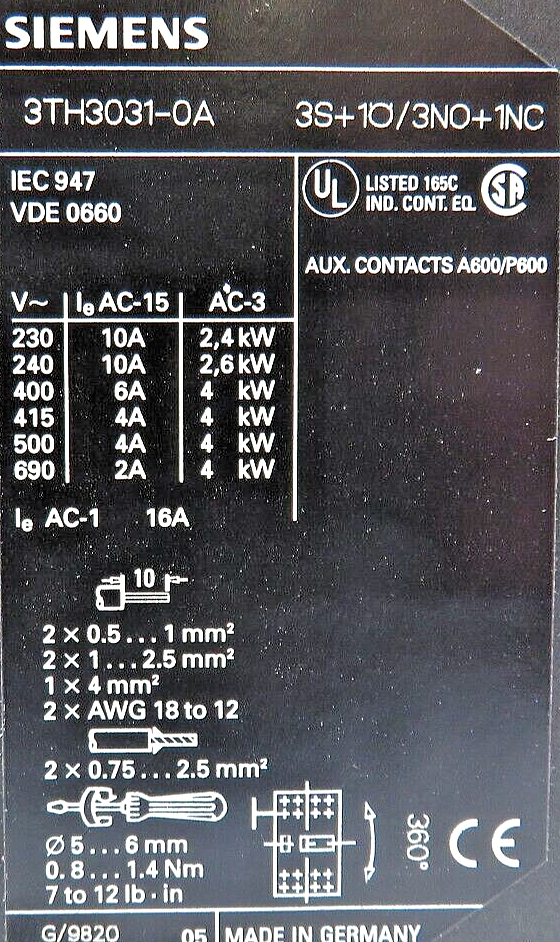 SIEMENS
3TH3031-0A 3S+1Ö/3NO+1NC
IEC 947
VDE 0660
UL LISTED 165C
IND. CONT. EQ.
SA
AUX. CONTACTS A600/P600
V~ Ie AC-15 AC-3
230 10A 2,4 kW
240 10A 2,6 kW
400 6A 4 kW
415 4A 4 kW
500 4A 4 kW
690 2A 4 kW
Ie AC-1 16A
10
2 × 0.5...1 mm²
2 × 1...2.5 mm²
1 × 4 mm²
2 × AWG 18 to 12
2 × 0.75...2.5 mm²
Ø 5...6 mm
0.8...1.4 Nm
7 to 12 lb·in
360°
CE
G/9820 05 MADE IN GERMANY